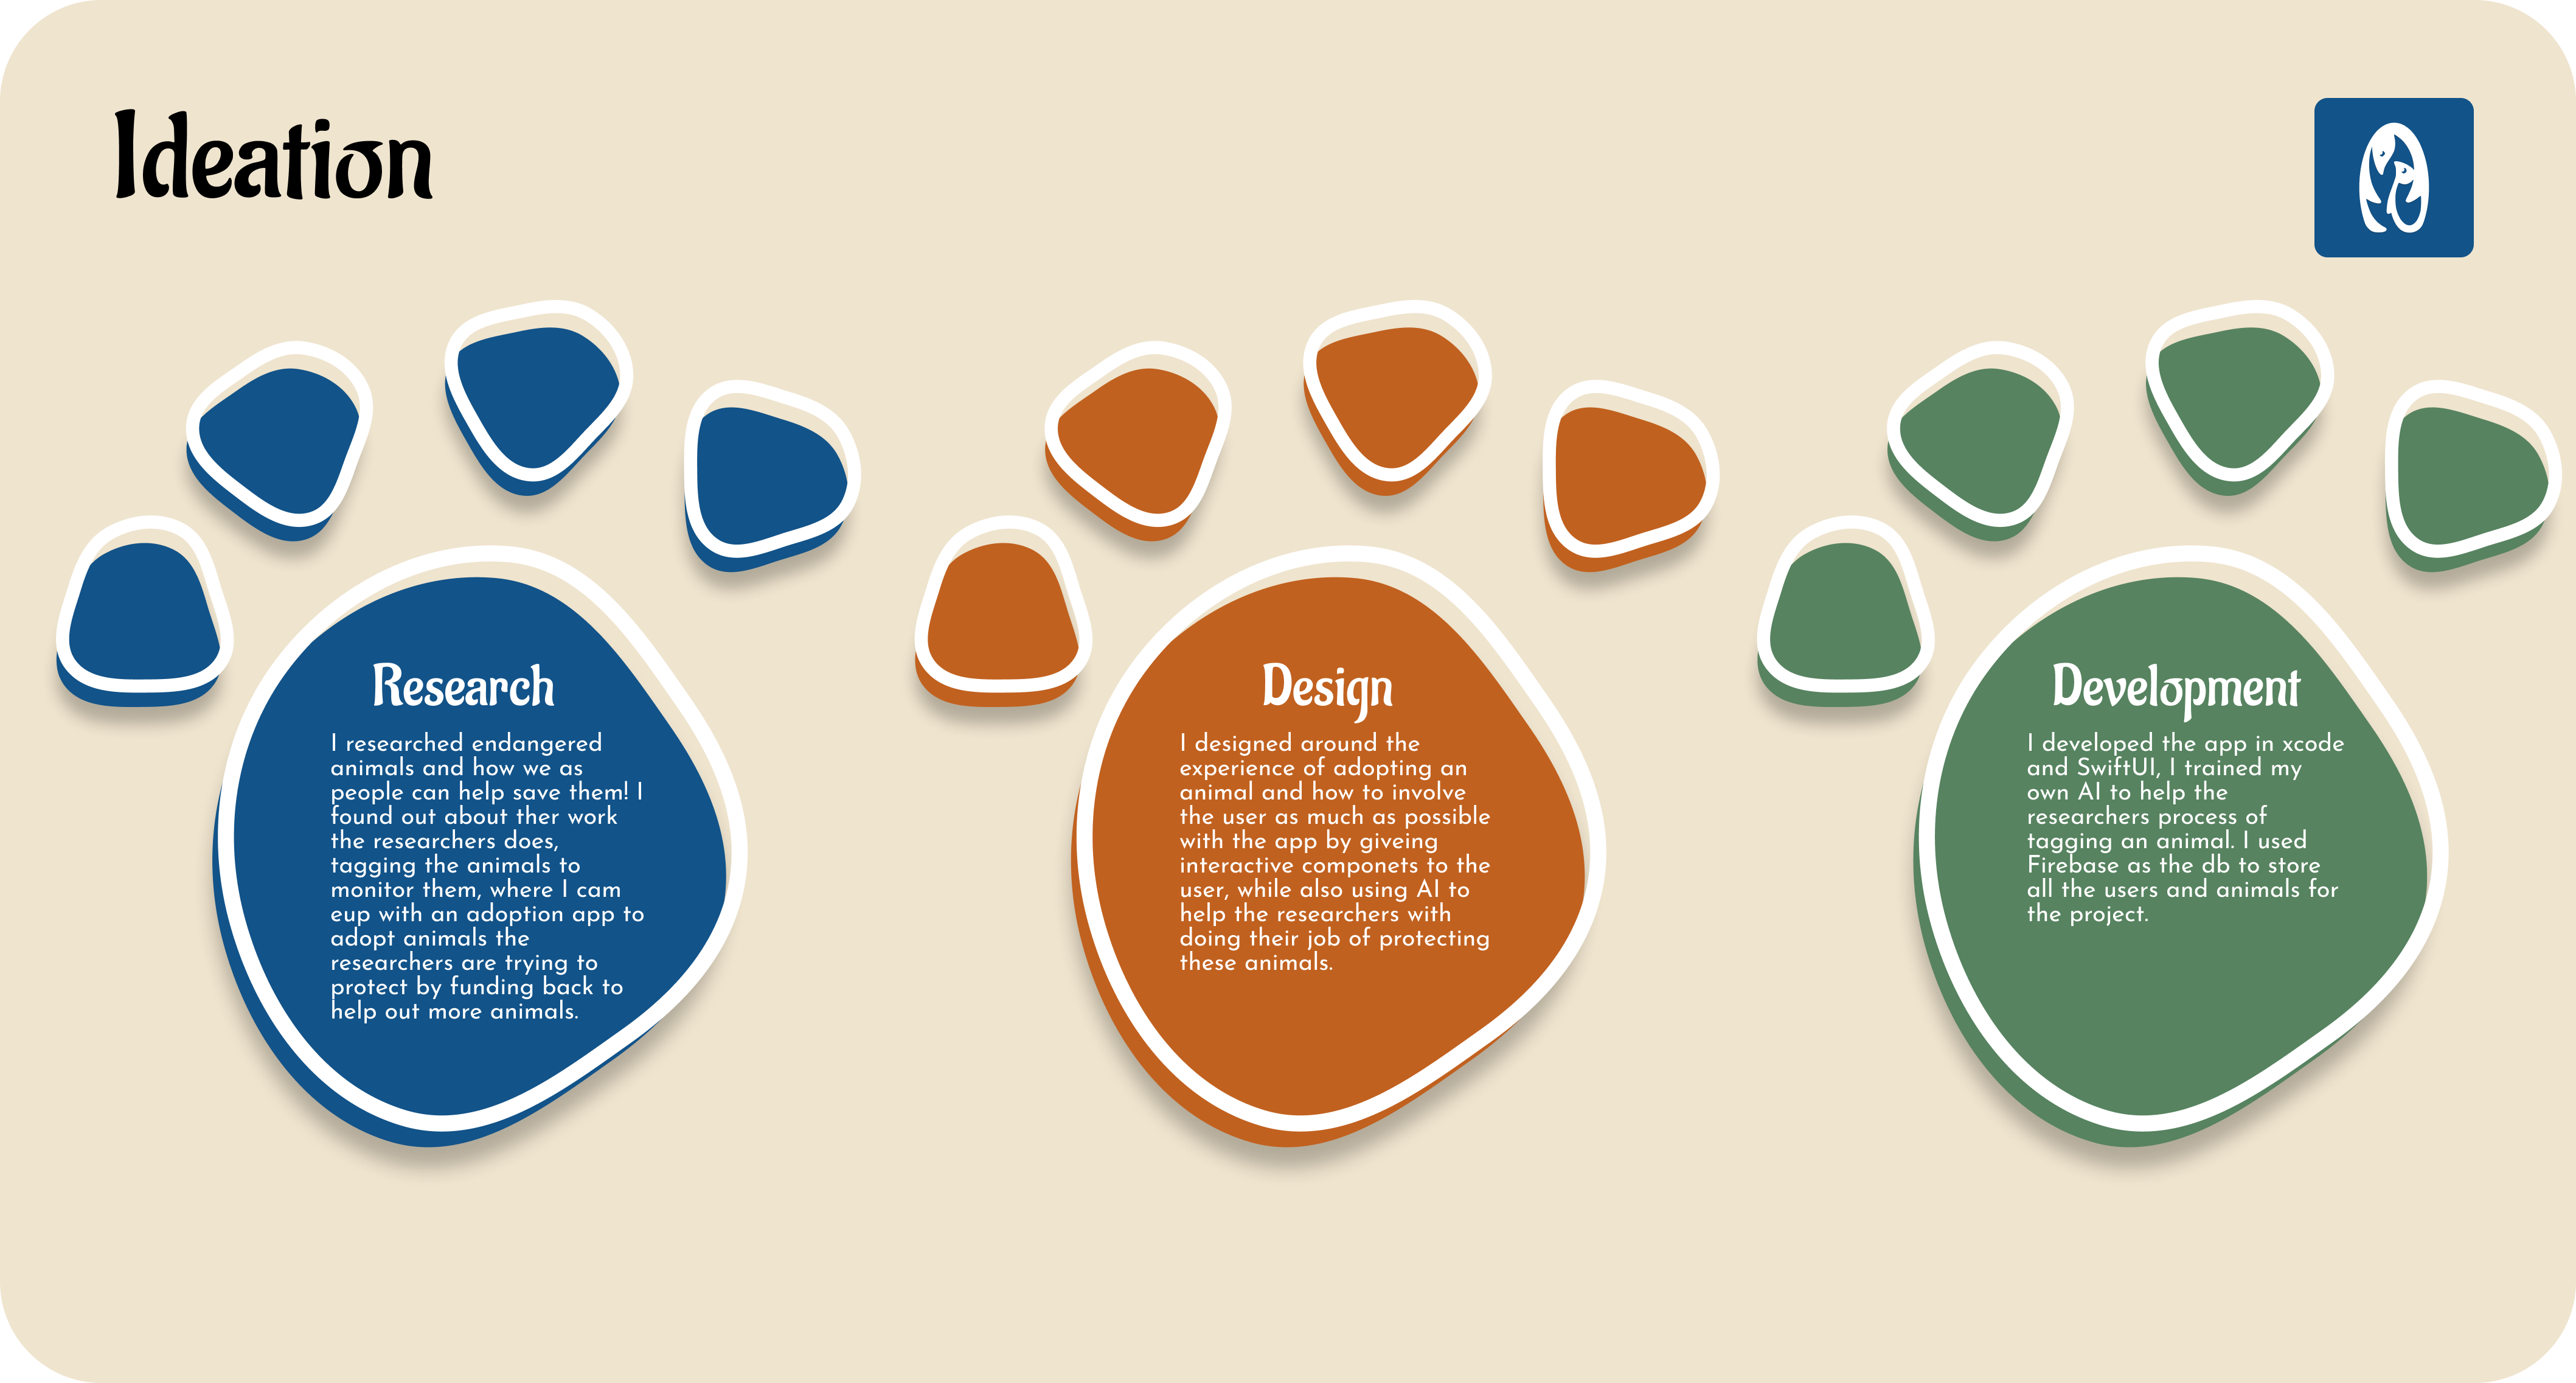 Ideation
Research
I researched endangered
animals and how we as
people can help save them! I
found out about ther work
the researchers does,
tagging the animals to
monitor them, where I cam
eup with an adoption app to
adopt animals the
researchers are trying to
protect by funding back to
help out more animals.
Design
I designed around the
experience of adopting an
animal and how to involve
the user as much as possible
with the app by giveing
interactive componets to the
user, while also using AI to
help the researchers with
doing their job of protecting
these animals.
Development
I developed the app in xcode
and SwiftUI, I trained my
own AI to help the
researchers process of
tagging an animal. I used
Firebase as the db to store
all the users and animals for
the project.